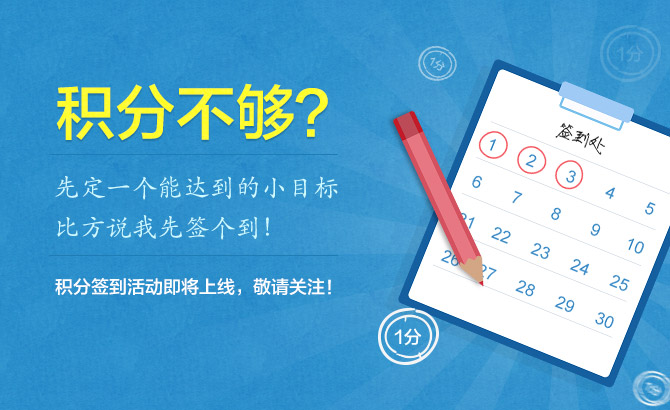 积分不够？
先定一个能达到的小目标
比方说我先签个到！
积分签到活动即将上线，敬请关注！
1分
1分
签到处
1 2 3 4 5
6 7 8 9 10
21 22 23 24 25
26 27 28 29 30
1分